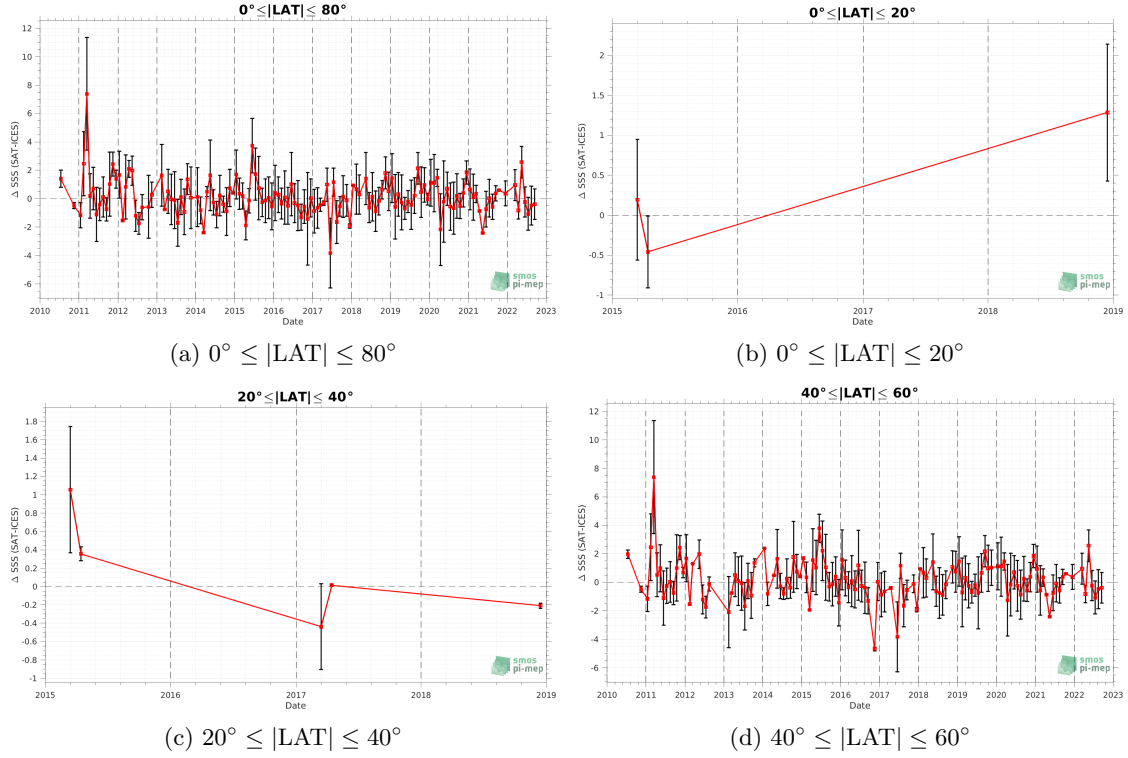 0°≤|LAT|≤ 80°
Δ SSS (SAT-ICES)
12
10
8
6
4
2
0
-2
-4
-6
2010 2011 2012 2013 2014 2015 2016 2017 2018 2019 2020 2021 2022 2023
Date
smos
pi-mep
(a) 0° ≤ |LAT| ≤ 80°
0°≤|LAT|≤ 20°
Δ SSS (SAT-ICES)
2
1.5
1
0.5
0
-0.5
-1
2015 2016 2017 2018 2019
Date
smos
pi-mep
(b) 0° ≤ |LAT| ≤ 20°
20°≤|LAT|≤ 40°
Δ SSS (SAT-ICES)
1.8
1.6
1.4
1.2
1
0.8
0.6
0.4
0.2
0
-0.2
-0.4
-0.6
-0.8
-1
2015 2016 2017 2018 2019
Date
smos
pi-mep
(c) 20° ≤ |LAT| ≤ 40°
40°≤|LAT|≤ 60°
Δ SSS (SAT-ICES)
12
10
8
6
4
2
0
-2
-4
-6
2010 2011 2012 2013 2014 2015 2016 2017 2018 2019 2020 2021 2022 2023
Date
smos
pi-mep
(d) 40° ≤ |LAT| ≤ 60°